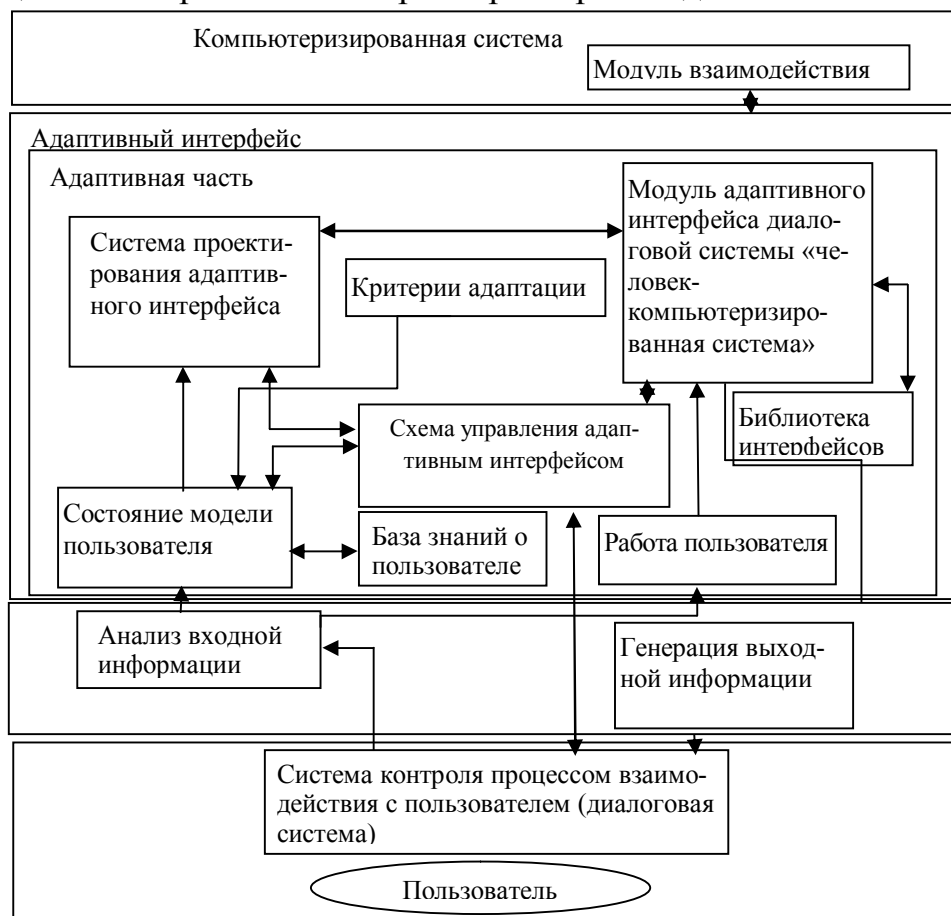 Компьютеризированная система
Модуль взаимодействия
Адаптивный интерфейс
Адаптивная часть
Система проекти-
рования адаптив-
ного интерфейса
Критерии адаптации
Модуль адаптивного
интерфейса диало-
говой системы «че-
ловек-
компьютеризиро-
ванная система»
Схема управления адап-
тивным интерфейсом
Библиотека
интерфейсов
Состояние модели
пользователя
База знаний о
пользователе
Работа пользователя
Анализ входной
информации
Генерация выход-
ной информации
Система контроля процессом взаимо-
действия с пользователем (диалоговая
система)
Пользователь